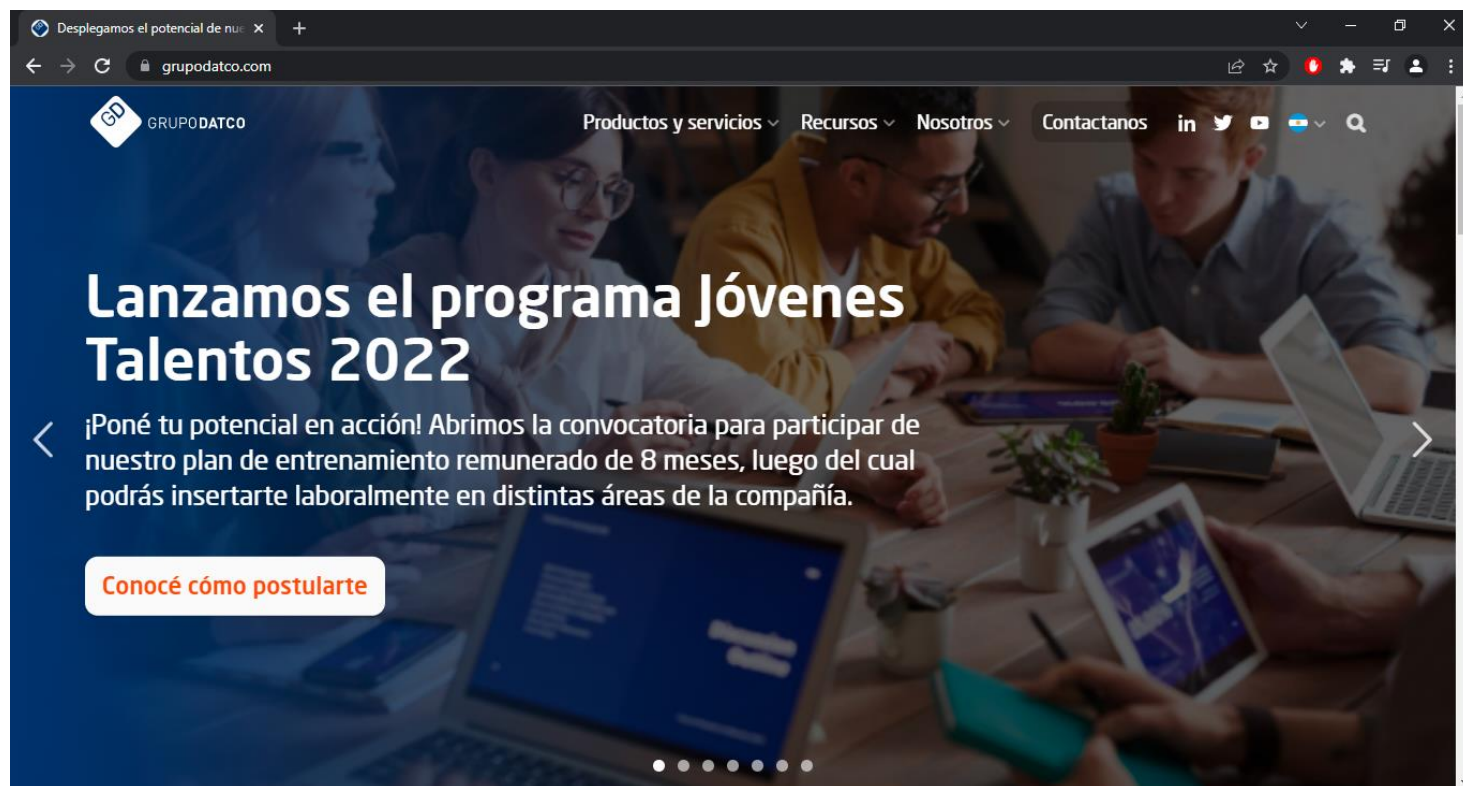 Desplegamos el potencial de nue
grupodatco.com
GD GRUPODATCO
Productos y servicios Recursos Nosotros Contactanos in
Lanzamos el programa Jóvenes
Talentos 2022
¡Poné tu potencial en acción! Abrimos la convocatoria para participar de
nuestro plan de entrenamiento remunerado de 8 meses, luego del cual
podrás insertarte laboralmente en distintas áreas de la compañía.
Conocé cómo postularte